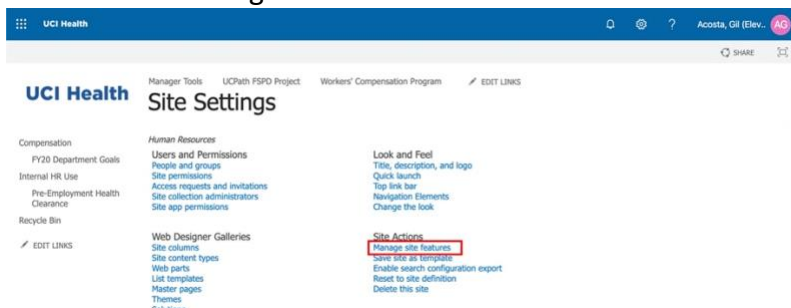 UCI Health
? Acosta, Gil (Elev.. AG
SHARE
UCI Health
Manager Tools UCPath FSPD Project Workers' Compensation Program EDIT LINKS
Site Settings
Compensation
FY20 Department Goals
Internal HR Use
Pre-Employment Health
Clearance
Recycle Bin
EDIT LINKS
Human Resources
Users and Permissions
People and groups
Site permissions
Access requests and invitations
Site collection administrators
Site app permissions
Look and Feel
Title, description, and logo
Quick launch
Top link bar
Navigation Elements
Change the look
Web Designer Galleries
Site columns
Site content types
Web parts
List templates
Master pages
Themes
Site Actions
Manage site features
Save site as template
Enable search configuration export
Reset to site definition
Delete this site